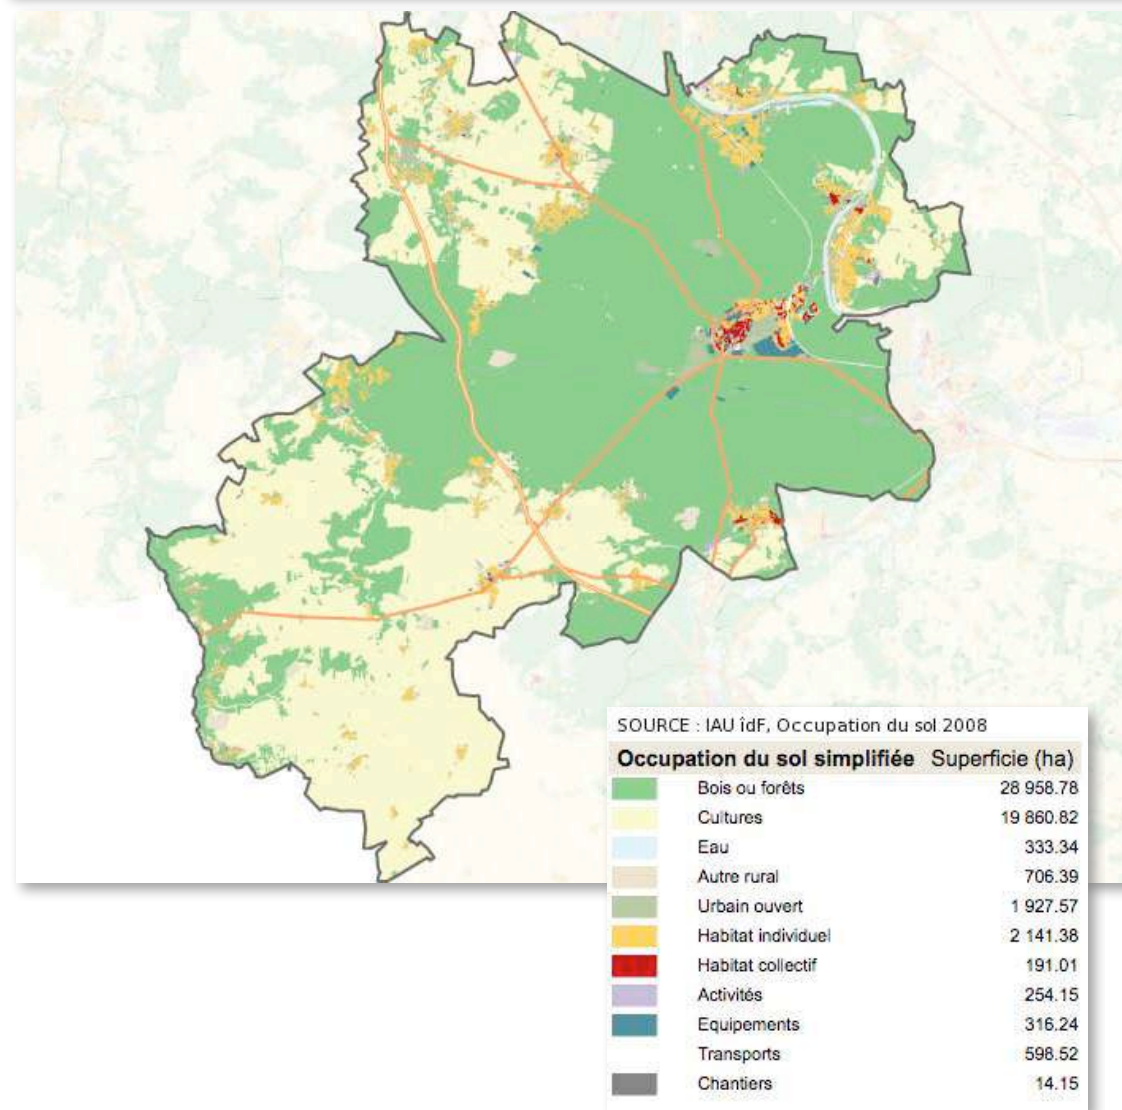 SOURCE : IAU îdF, Occupation du sol 2008
Occupation du sol simplifiée Superficie (ha)
Bois ou forêts 28 958.78
Cultures 19 860.82
Eau 333.34
Autre rural 706.39
Urbain ouvert 1 927.57
Habitat individuel 2 141.38
Habitat collectif 191.01
Activités 254.15
Equipements 316.24
Transports 598.52
Chantiers 14.15